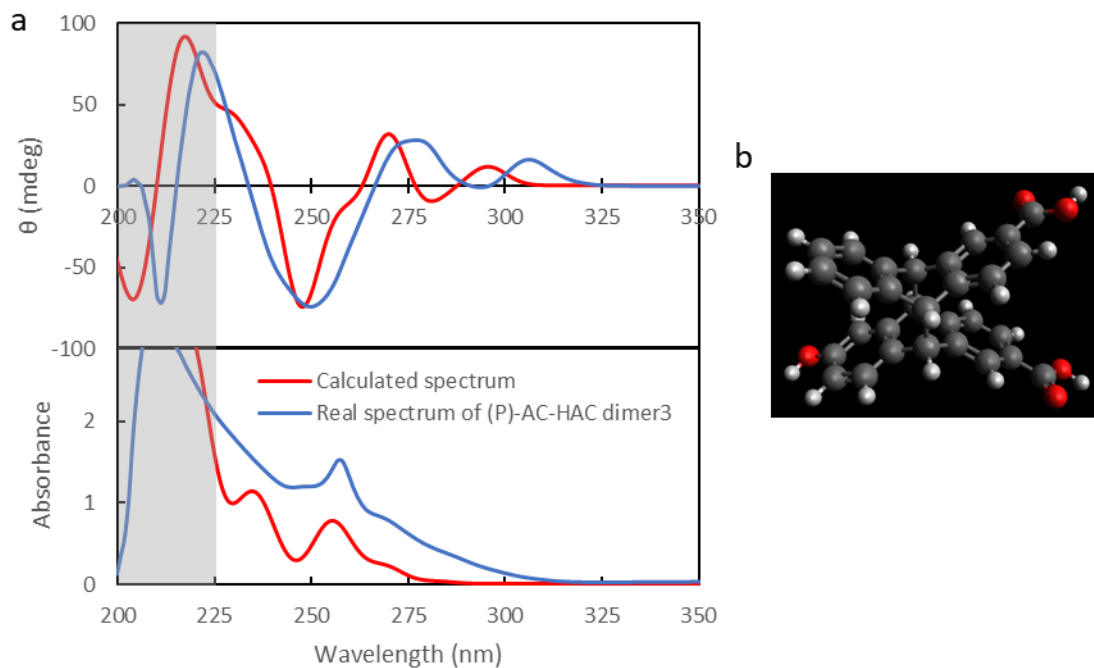 a
100
50
0
-50
-100
θ (mdeg)
200 225 250 275 300 325 350
b
Calculated spectrum
Real spectrum of (P)-AC-HAC dimer3
2
1
0
Absorbance
200 225 250 275 300 325 350
Wavelength (nm)